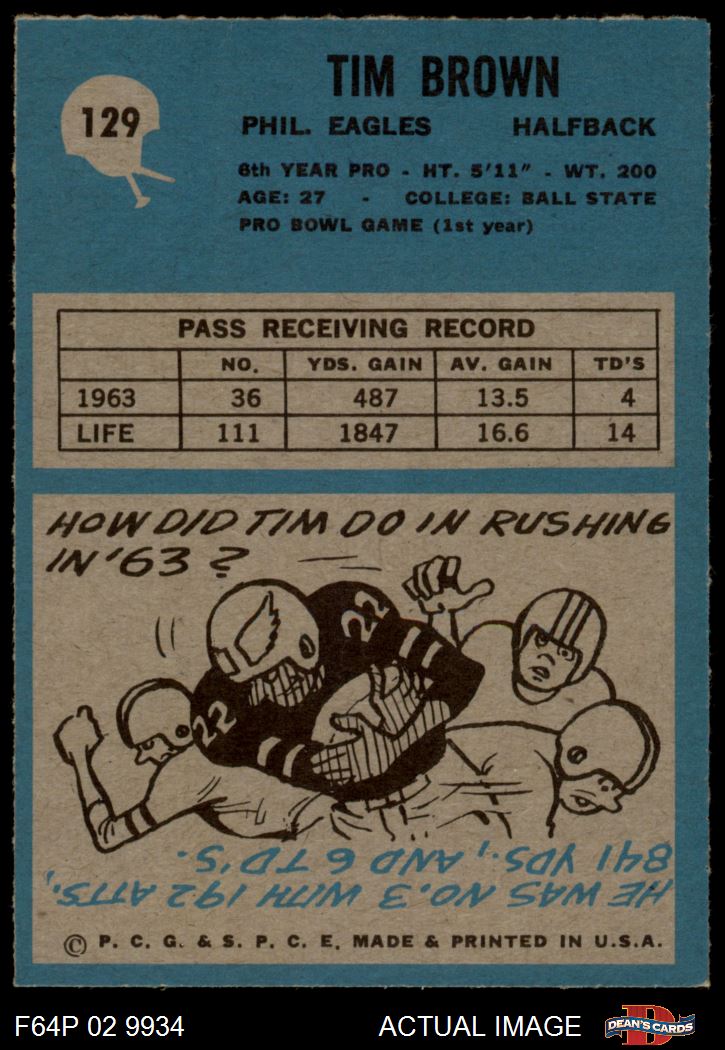 129
TIM BROWN
PHIL. EAGLES HALFBACK
6th YEAR PRO - HT. 5'11" - WT. 200
AGE: 27 - COLLEGE: BALL STATE
PRO BOWL GAME (1st year)
PASS RECEIVING RECORD
NO. YDS. GAIN AV. GAIN TD'S
1963 36 487 13.5 4
LIFE 111 1847 16.6 14
HOW DID TIM DO IN RUSHING
IN '63 ?
22
22
HE WAS NO. 3 WITH 192 ATTS.,
841 YDS., AND 6 TD'S.
© P. C. G. & S. P. C. E. MADE & PRINTED IN U.S.A.
F64P 02 9934 ACTUAL IMAGE
D
DEAN'S CARDS